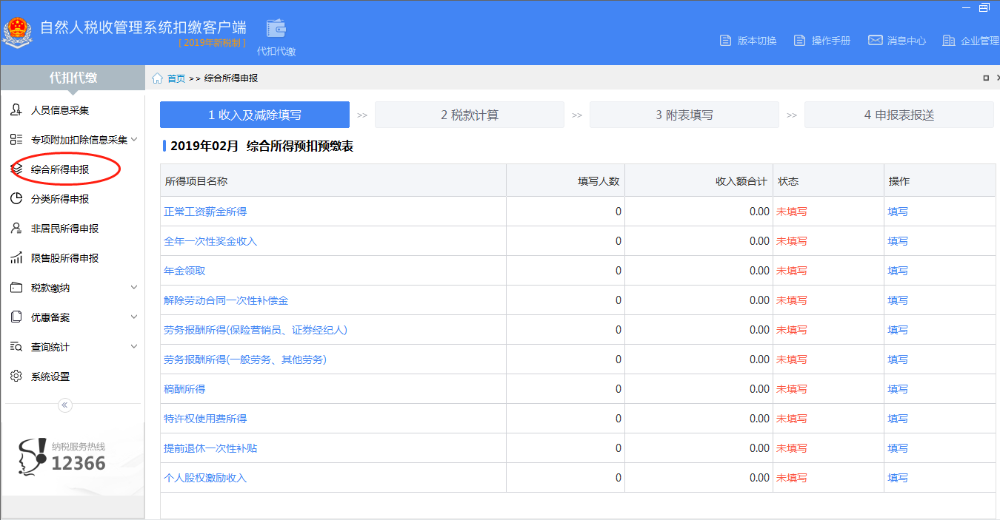 自然人税收管理系统扣缴客户端
[ 2019年新税制 ]
代扣代缴
版本切换 操作手册 消息中心 企业管理
代扣代缴
首页 >> 综合所得申报
人员信息采集
专项附加扣除信息采集
综合所得申报
分类所得申报
非居民所得申报
限售股所得申报
税款缴纳
优惠备案
查询统计
系统设置
纳税服务热线
12366
1 收入及减除填写 >> 2 税款计算 >> 3 附表填写 >> 4 申报表报送
2019年02月 综合所得预扣预缴表
所得项目名称 填写人数 收入额合计 状态 操作
正常工资薪金所得 0 0.00 未填写 填写
全年一次性奖金收入 0 0.00 未填写 填写
年金领取 0 0.00 未填写 填写
解除劳动合同一次性补偿金 0 0.00 未填写 填写
劳务报酬所得(保险营销员、证券经纪人) 0 0.00 未填写 填写
劳务报酬所得(一般劳务、其他劳务) 0 0.00 未填写 填写
稿酬所得 0 0.00 未填写 填写
特许权使用费所得 0 0.00 未填写 填写
提前退休一次性补贴 0 0.00 未填写 填写
个人股权激励收入 0 0.00 未填写 填写